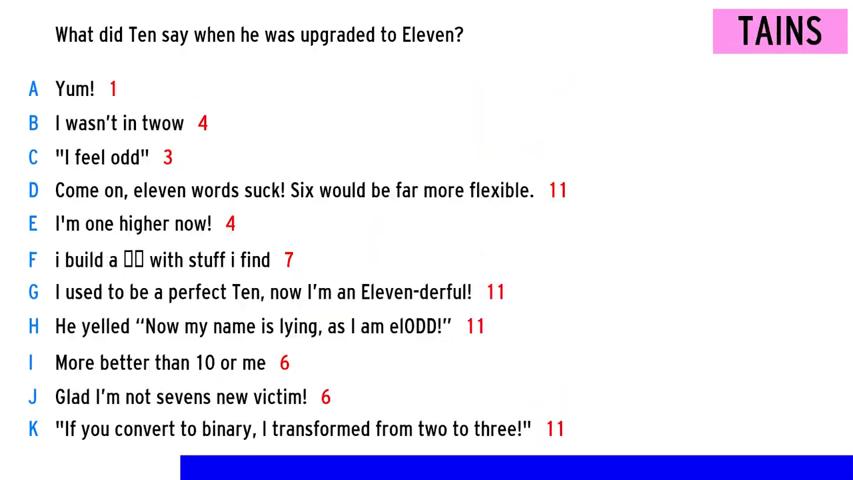 What did Ten say when he was upgraded to Eleven?
TAINS
A Yum! 1
B I wasn't in twow 4
C "I feel odd" 3
D Come on, eleven words suck! Six would be far more flexible. 11
E I'm one higher now! 4
F i build a □□ with stuff i find 7
G I used to be a perfect Ten, now I'm an Eleven-derful! 11
H He yelled “Now my name is lying, as I am elODD!” 11
I More better than 10 or me 6
J Glad I'm not sevens new victim! 6
K "If you convert to binary, I transformed from two to three!" 11